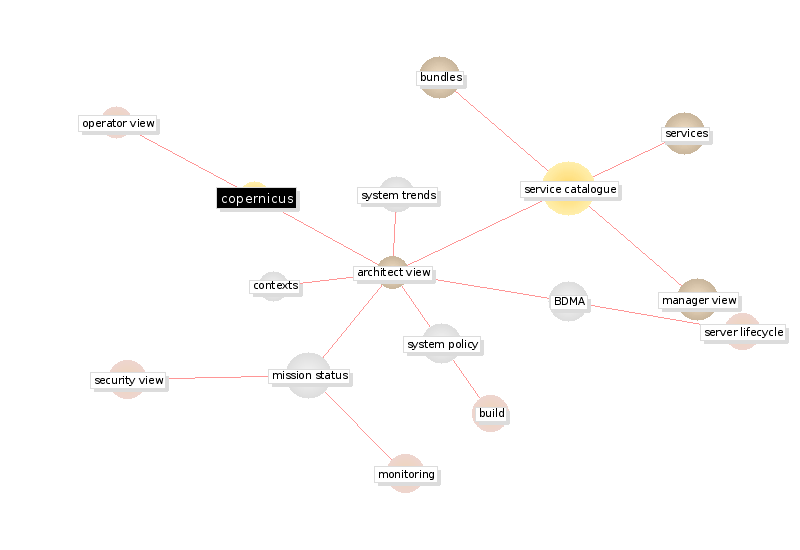 bundles
operator view
services
service catalogue
system trends
copernicus
architect view
contexts
BDMA
manager view
server lifecycle
system policy
mission status
security view
build
monitoring